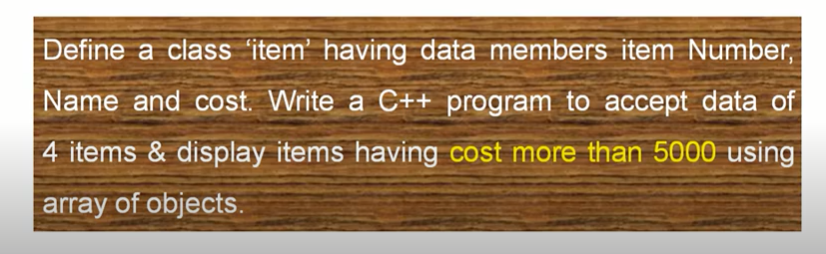 Define a class ‘item’ having data members item Number,
Name and cost. Write a C++ program to accept data of
4 items & display items having cost more than 5000 using
array of objects.